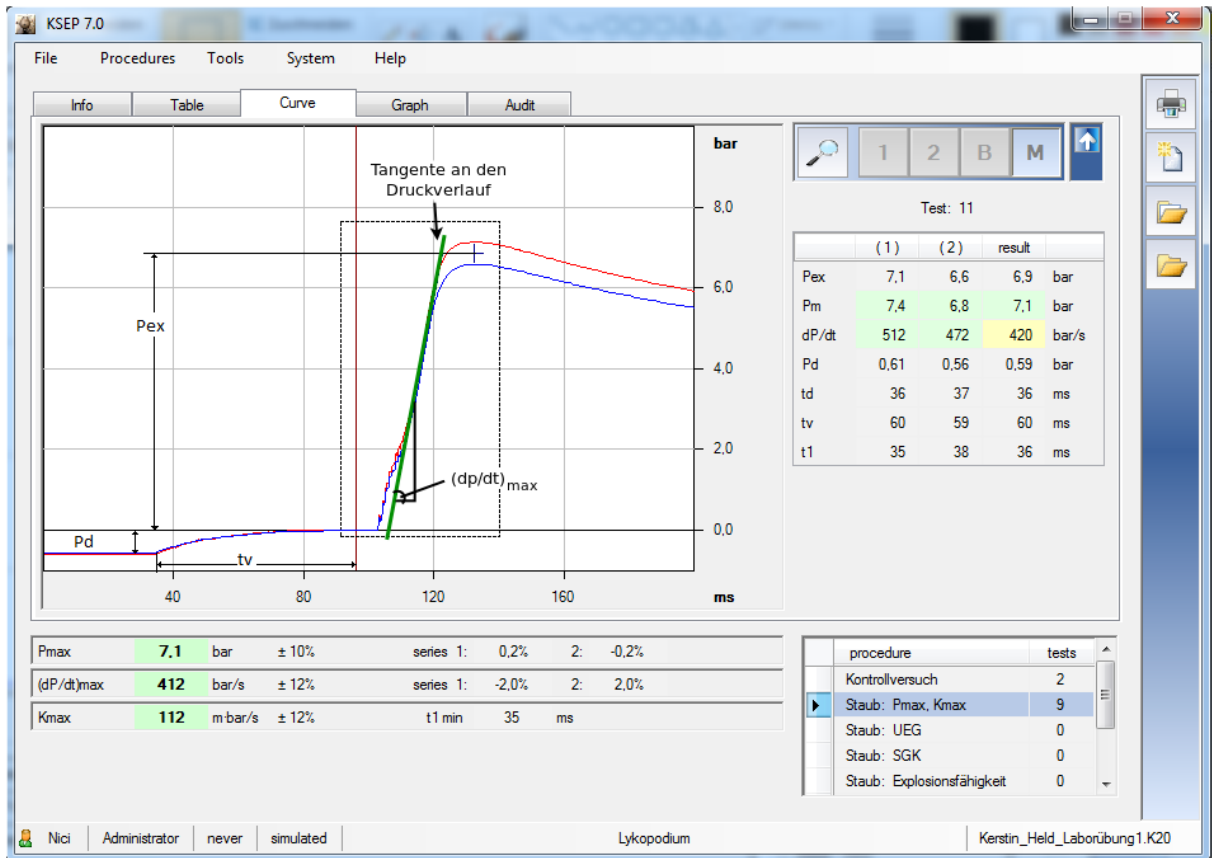 KSEP 7.0
File Procedures Tools System Help
Info Table Curve Graph Audit
bar
8,0
6,0
4,0
2,0
0,0
Tangente an den
Druckverlauf
Pex
(dp/dt)max
Pd
tv
40 80 120 160 ms
1 2 B M
Test: 11
(1) (2) result
Pex 7,1 6,6 6,9 bar
Pm 7,4 6,8 7,1 bar
dP/dt 512 472 420 bar/s
Pd 0,61 0,56 0,59 bar
td 36 37 36 ms
tv 60 59 60 ms
t1 35 38 36 ms
Pmax 7,1 bar ± 10% series 1: 0,2% 2: -0,2%
(dP/dt)max 412 bar/s ± 12% series 1: -2,0% 2: 2,0%
Kmax 112 m·bar/s ± 12% t1 min 35 ms
procedure tests
Kontrollversuch 2
Staub: Pmax, Kmax 9
Staub: UEG 0
Staub: SGK 0
Staub: Explosionsfähigkeit 0
Nici Administrator never simulated Lykopodium Kerstin_Held_Laborübung1.K20